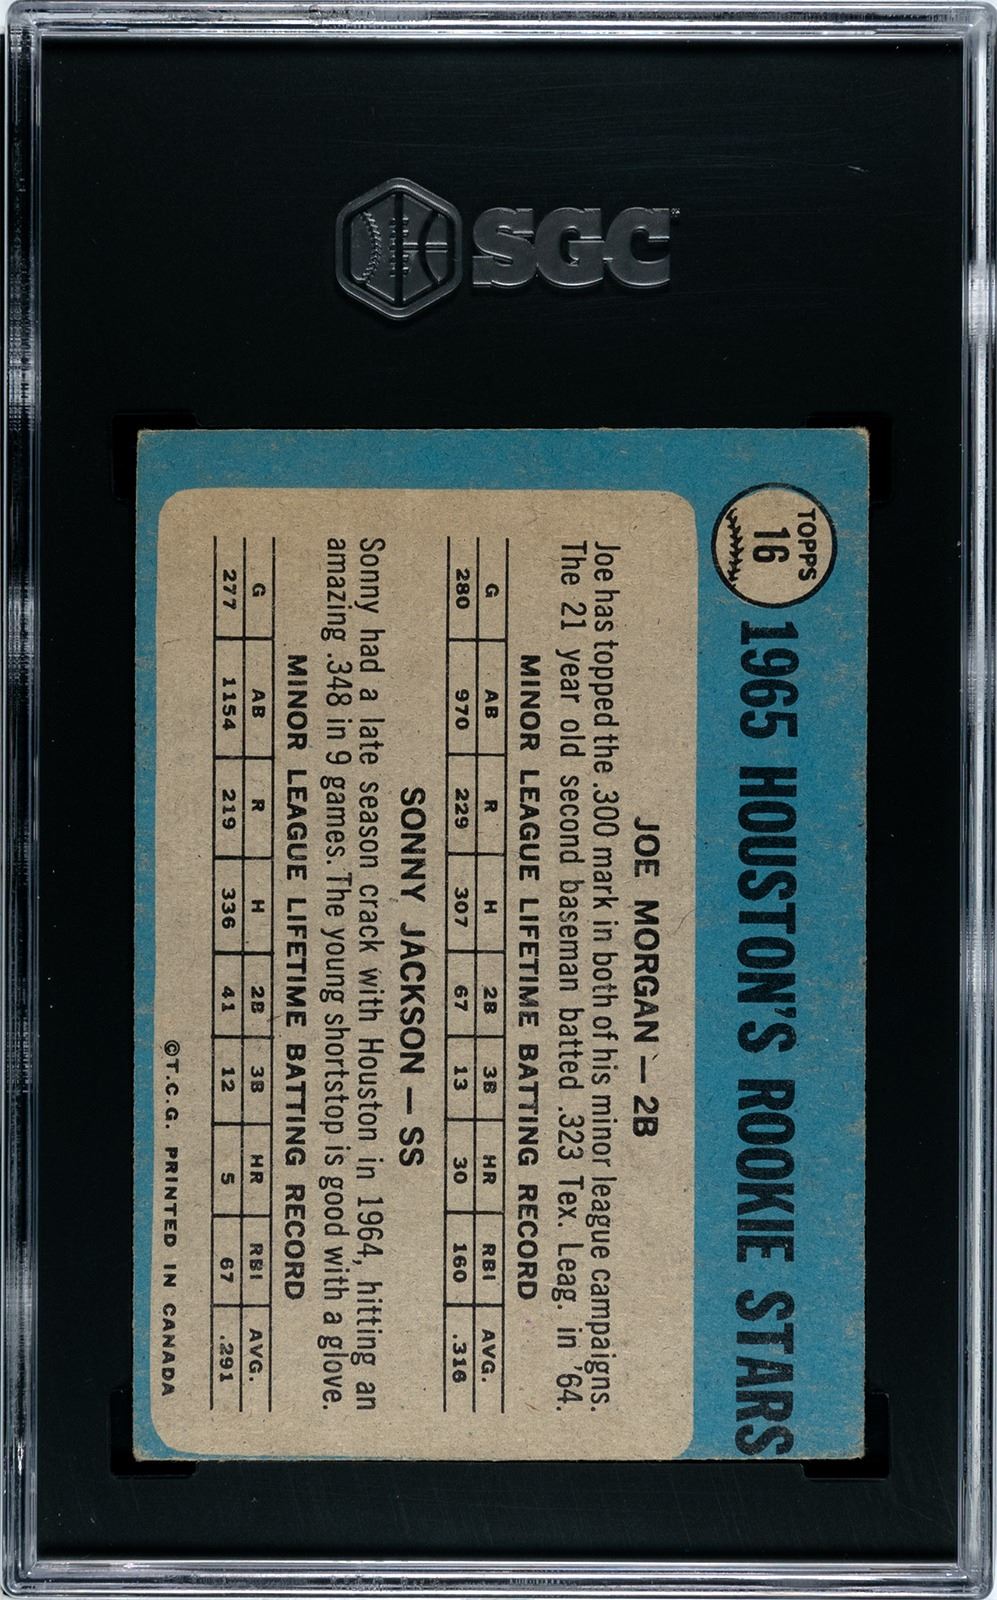 SGC
TOPPS
16
1965 HOUSTON'S ROOKIE STARS
JOE MORGAN — 2B
Joe has topped the .300 mark in both of his minor league campaigns.
The 21 year old second baseman batted .323 Tex. Leag. in '64.
MINOR LEAGUE LIFETIME BATTING RECORD
G AB R H 2B 3B HR RBI AVG.
280 970 229 307 67 13 30 160 .316
SONNY JACKSON — SS
Sonny had a late season crack with Houston in 1964, hitting an
amazing .348 in 9 games. The young shortstop is good with a glove.
MINOR LEAGUE LIFETIME BATTING RECORD
G AB R H 2B 3B HR RBI AVG.
277 1154 219 336 41 12 5 67 .291
©T.C.G. PRINTED IN CANADA